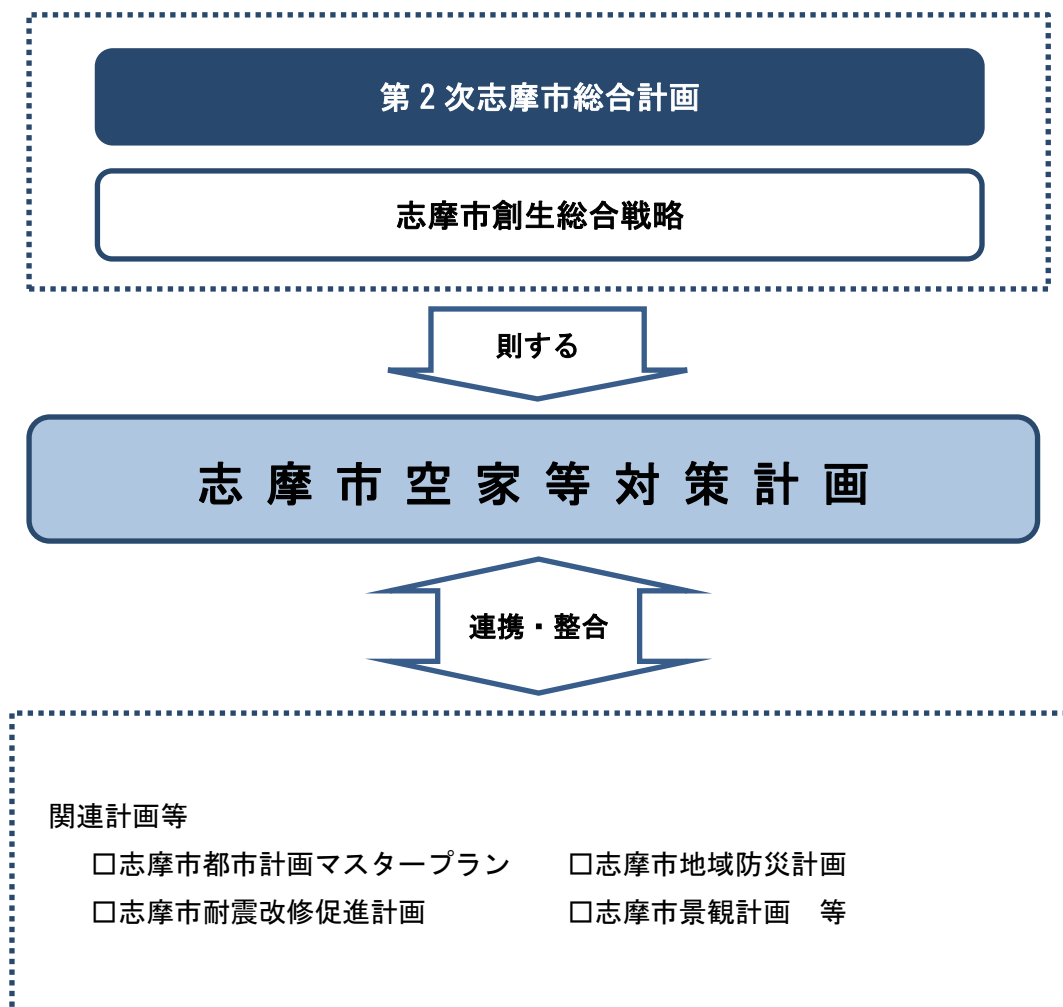 第2次志摩市総合計画
志摩市創生総合戦略
則する
志摩市空家等対策計画
連携・整合
関連計画等
□志摩市都市計画マスタープラン　□志摩市地域防災計画
□志摩市耐震改修促進計画　□志摩市景観計画　等